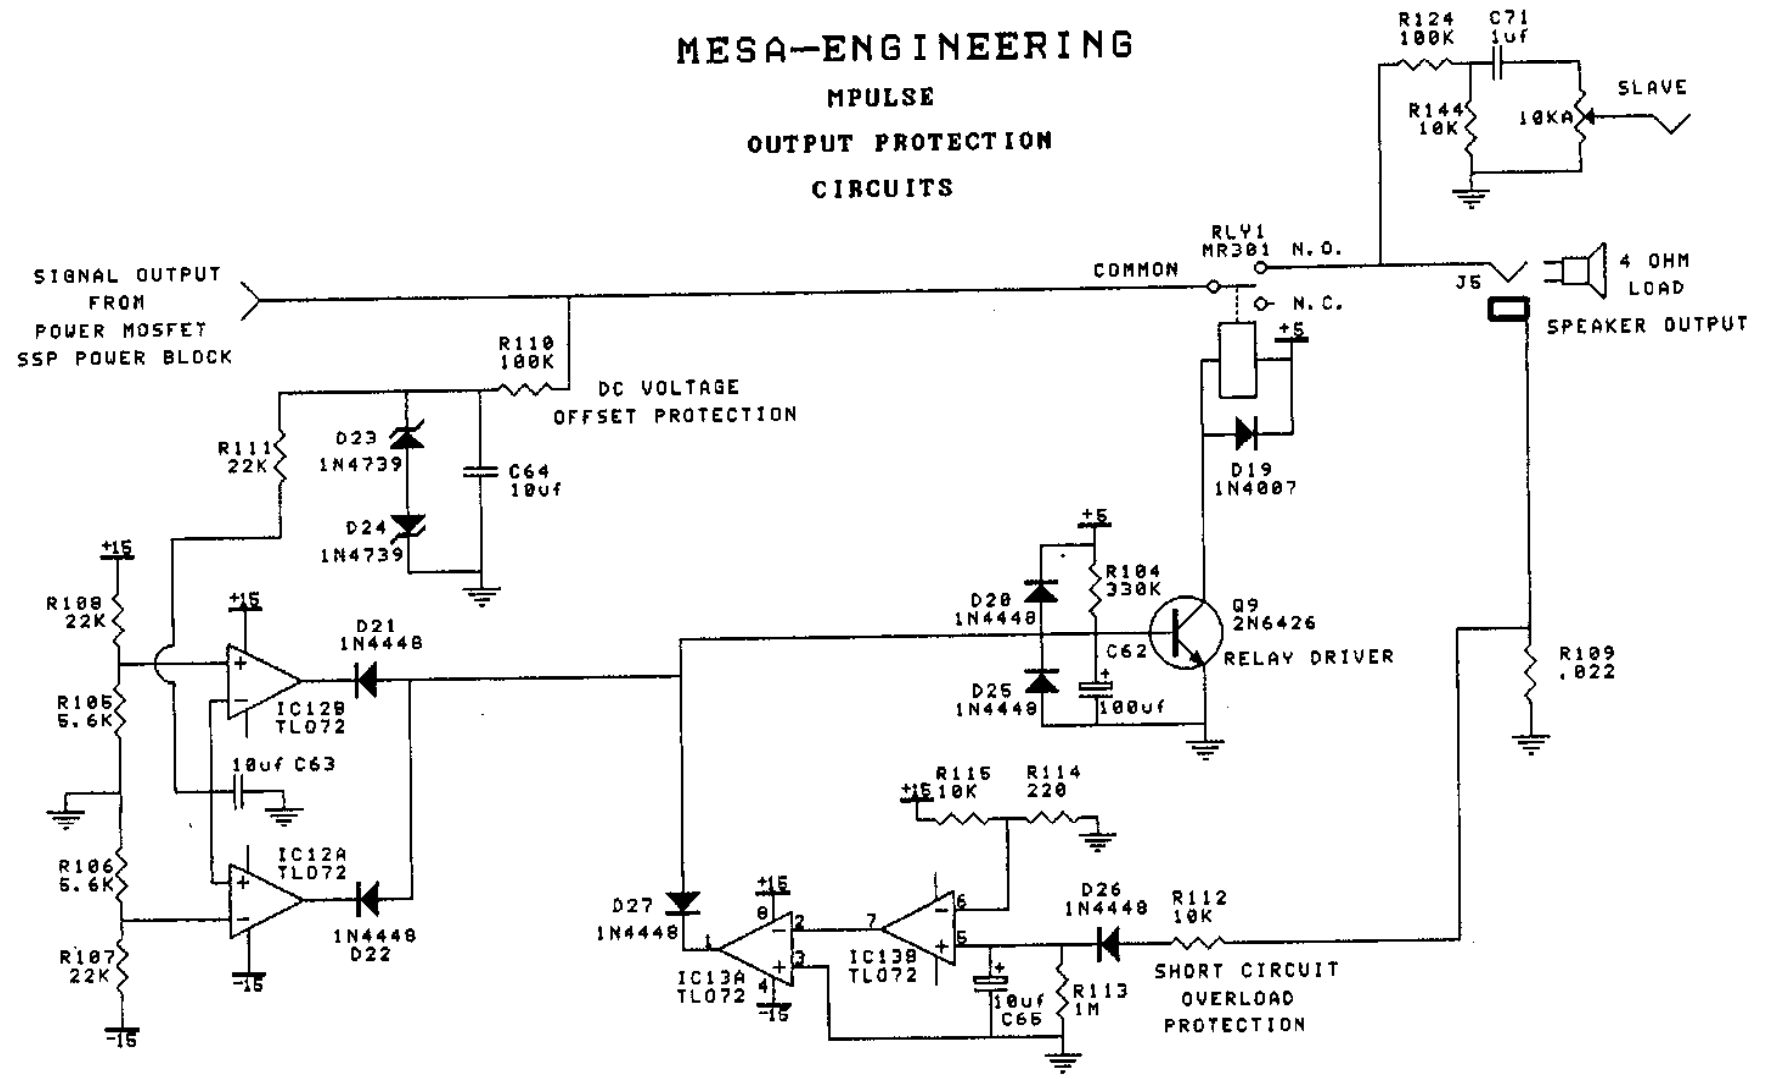 MESA-ENGINEERING
MPULSE
OUTPUT PROTECTION
CIRCUITS
R124
100K
C71
1uf
R144
10K
10KA
SLAVE
SIGNAL OUTPUT
FROM
POWER MOSFET
SSP POWER BLOCK
COMMON
RLY1
MR301
N.O.
N.C.
+5
J5
4 OHM
LOAD
SPEAKER OUTPUT
R110
100K
DC VOLTAGE
OFFSET PROTECTION
R111
22K
D23
1N4739
C64
10uf
D24
1N4739
D19
1N4007
+15
R108
22K
+15
D21
1N4448
+
-
IC12B
TL072
R105
5.6K
10uf C63
R106
5.6K
IC12A
TL072
+
-
1N4448
D22
-15
R107
22K
-15
+5
R104
330K
D20
1N4448
Q9
2N6426
C62
RELAY DRIVER
+
D25
1N4448
100uf
R109
.022
R115
10K
R114
220
+15
D27
1N4448
+15
8
2
-
+
3
1
4
-15
IC13A
TL072
7
6
-
+
5
IC13B
TL072
D26
1N4448
R112
10K
+
10uf
C65
R113
1M
SHORT CIRCUIT
OVERLOAD
PROTECTION